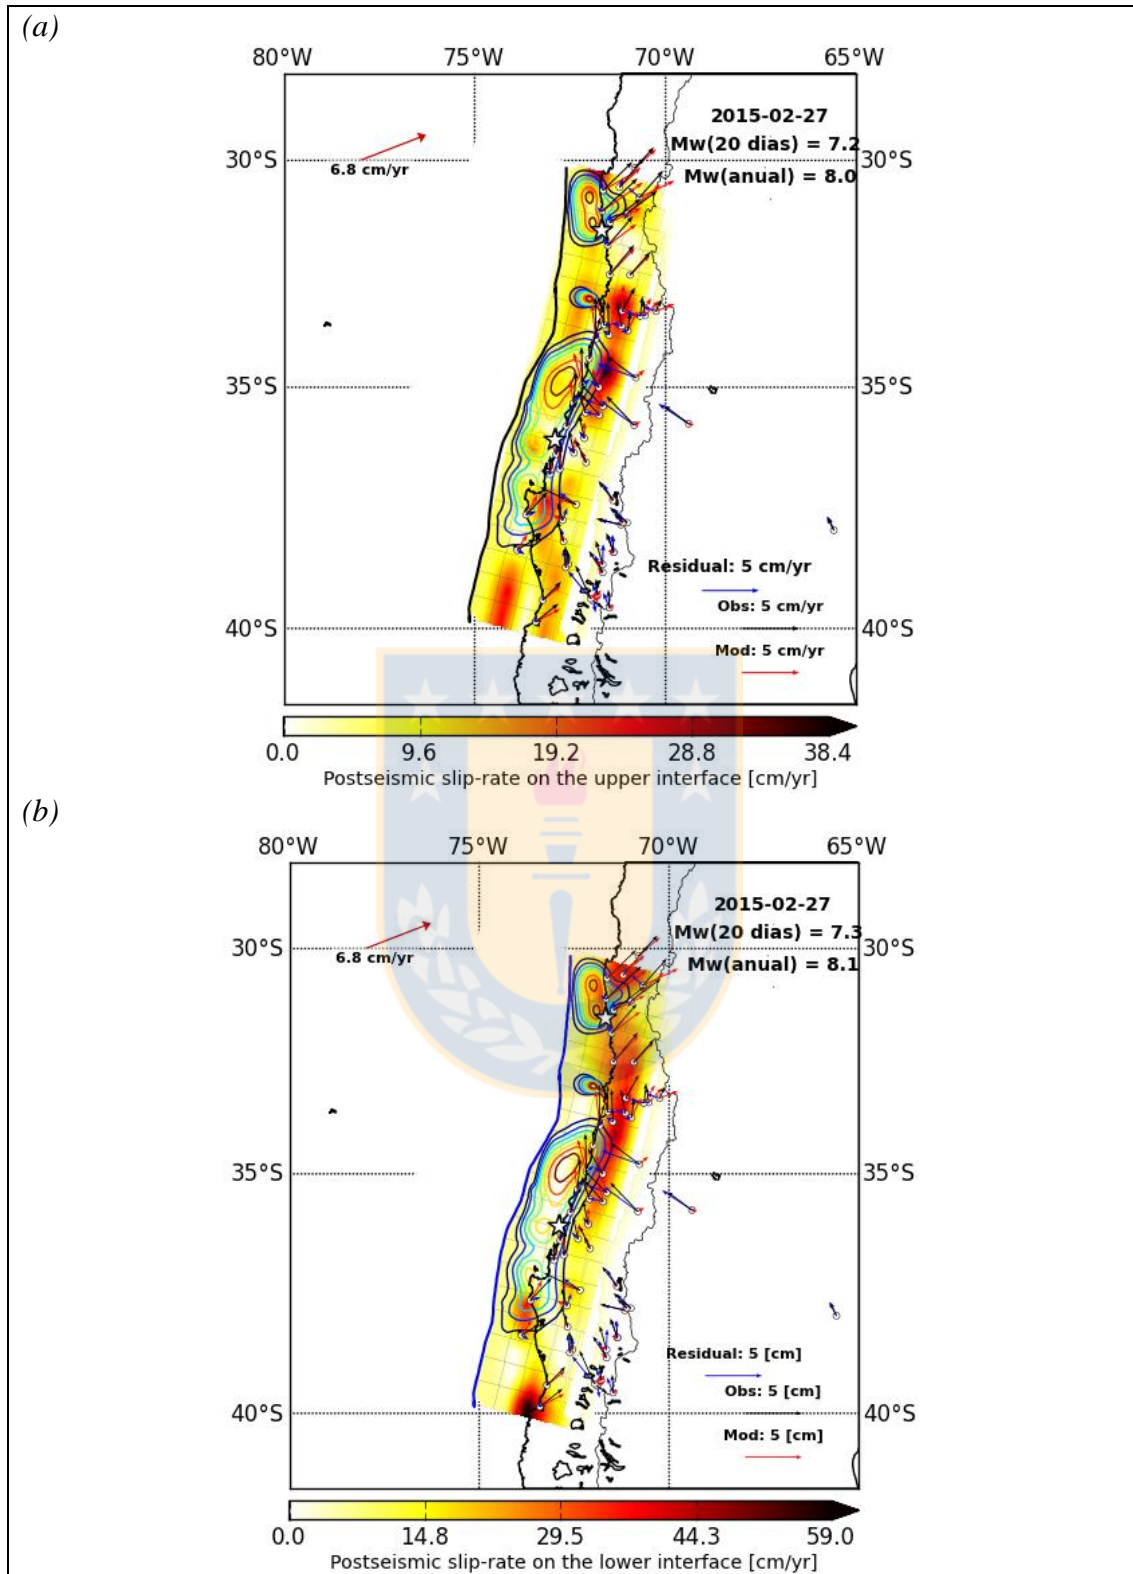 (a)
80°W 75°W 70°W 65°W
2015-02-27
Mw(20 dias) = 7.2
30°S 30°S
6.8 cm/yr
Mw(anual) = 8.0
35°S 35°S
Residual: 5 cm/yr
Obs: 5 cm/yr
40°S 40°S
Mod: 5 cm/yr
0.0 9.6 19.2 28.8 38.4
Postseismic slip-rate on the upper interface [cm/yr]
(b)
80°W 75°W 70°W 65°W
2015-02-27
Mw(20 dias) = 7.3
30°S 30°S
6.8 cm/yr
Mw(anual) = 8.1
35°S 35°S
Residual: 5 [cm]
Obs: 5 [cm]
40°S 40°S
Mod: 5 [cm]
0.0 14.8 29.5 44.3 59.0
Postseismic slip-rate on the lower interface [cm/yr]